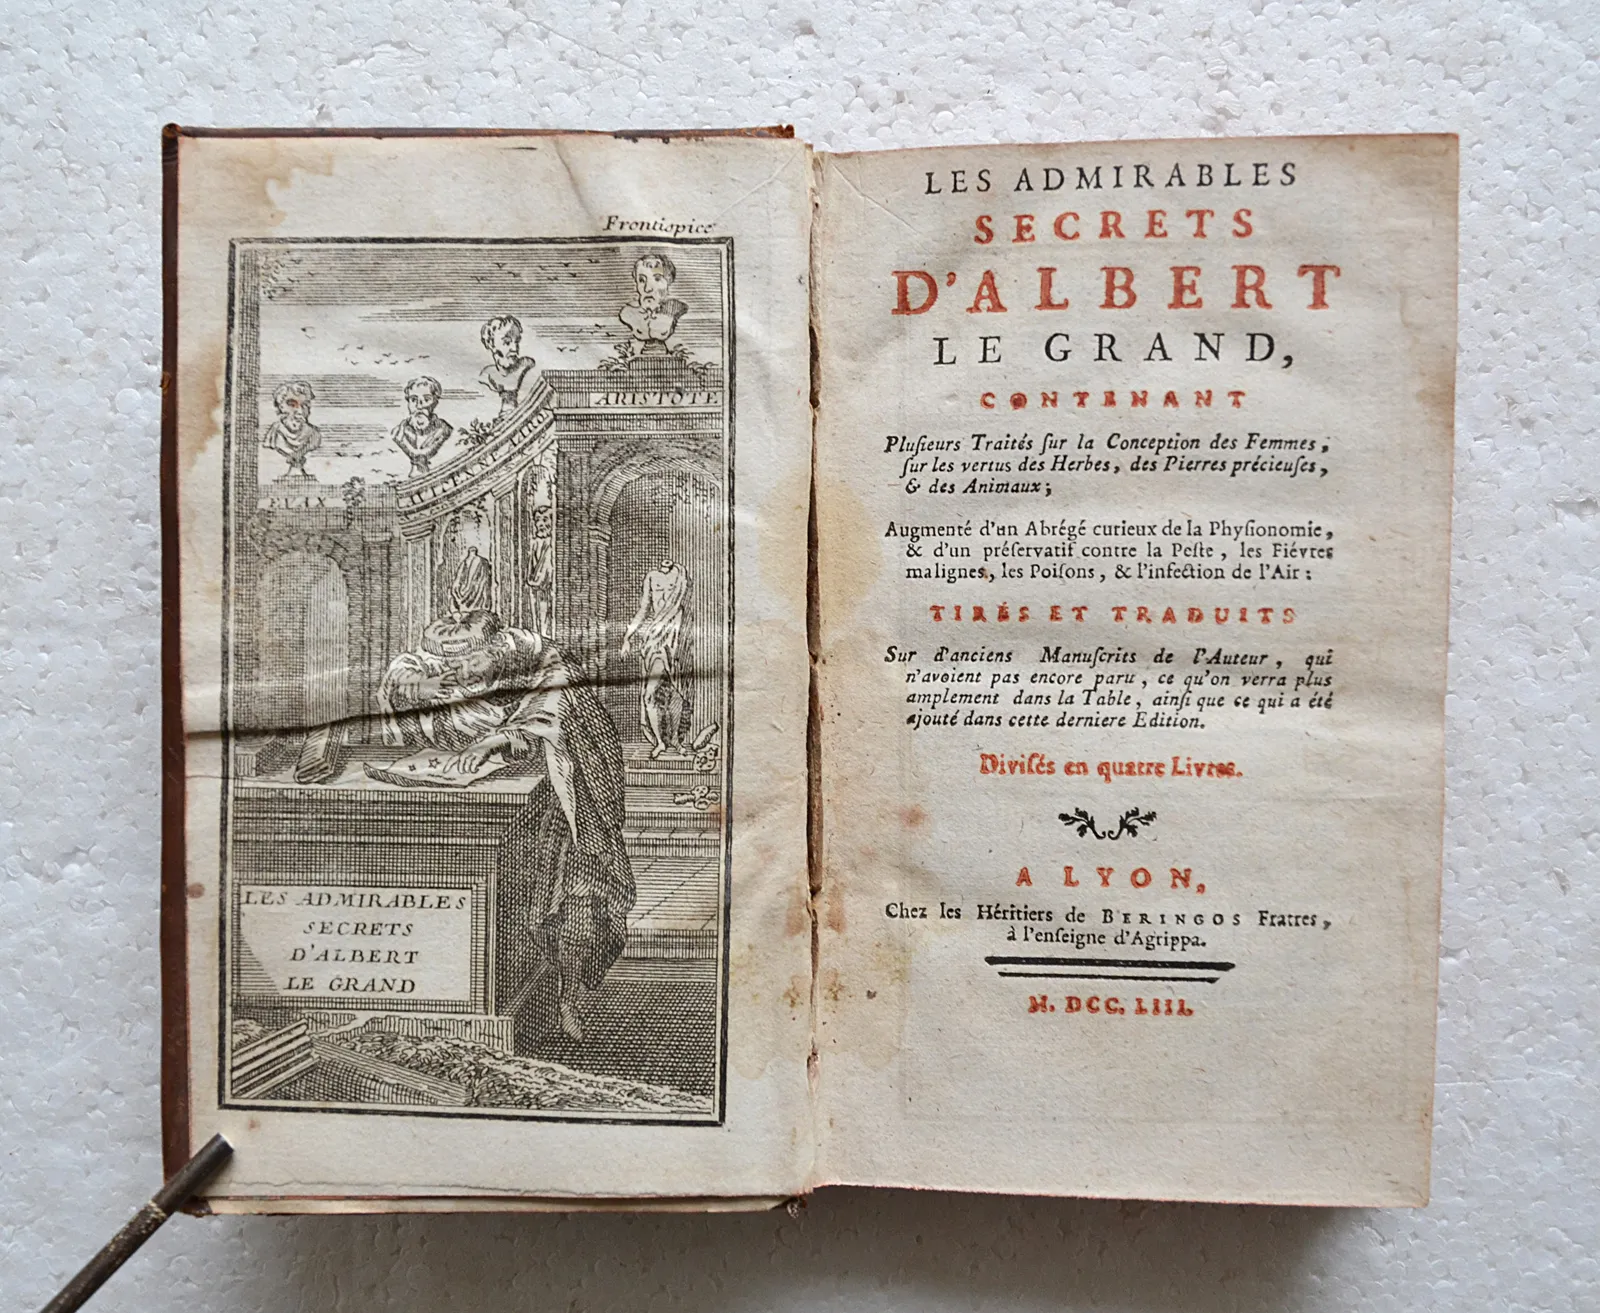 Frontispice
ARISTOTE
EVAX
AVICENNE
LES ADMIRABLES
SECRETS
D'ALBERT
LE GRAND
LES ADMIRABLES
SECRETS
D'ALBERT
LE GRAND,
CONTENANT
Pluſieurs Traités ſur la Conception des Femmes,
ſur les vertus des Herbes, des Pierres précieuſes,
& des Animaux;
Augmenté d'un Abrégé curieux de la Phyſionomie,
& d'un préſervatif contre la Peſte, les Fiévres
malignes, les Poiſons, & l'infection de l'Air:
TIRÉS ET TRADUITS
Sur d'anciens Manuſcrits de l'Auteur, qui
n'avoient pas encore paru, ce qu'on verra plus
amplement dans la Table, ainſi que ce qui a été
ajouté dans cette derniere Edition.
Diviſés en quatre Livres.
A LYON,
Chez les Héritiers de BERINGOS Fratres,
à l'enſeigne d'Agrippa.
M. DCC. LIII.